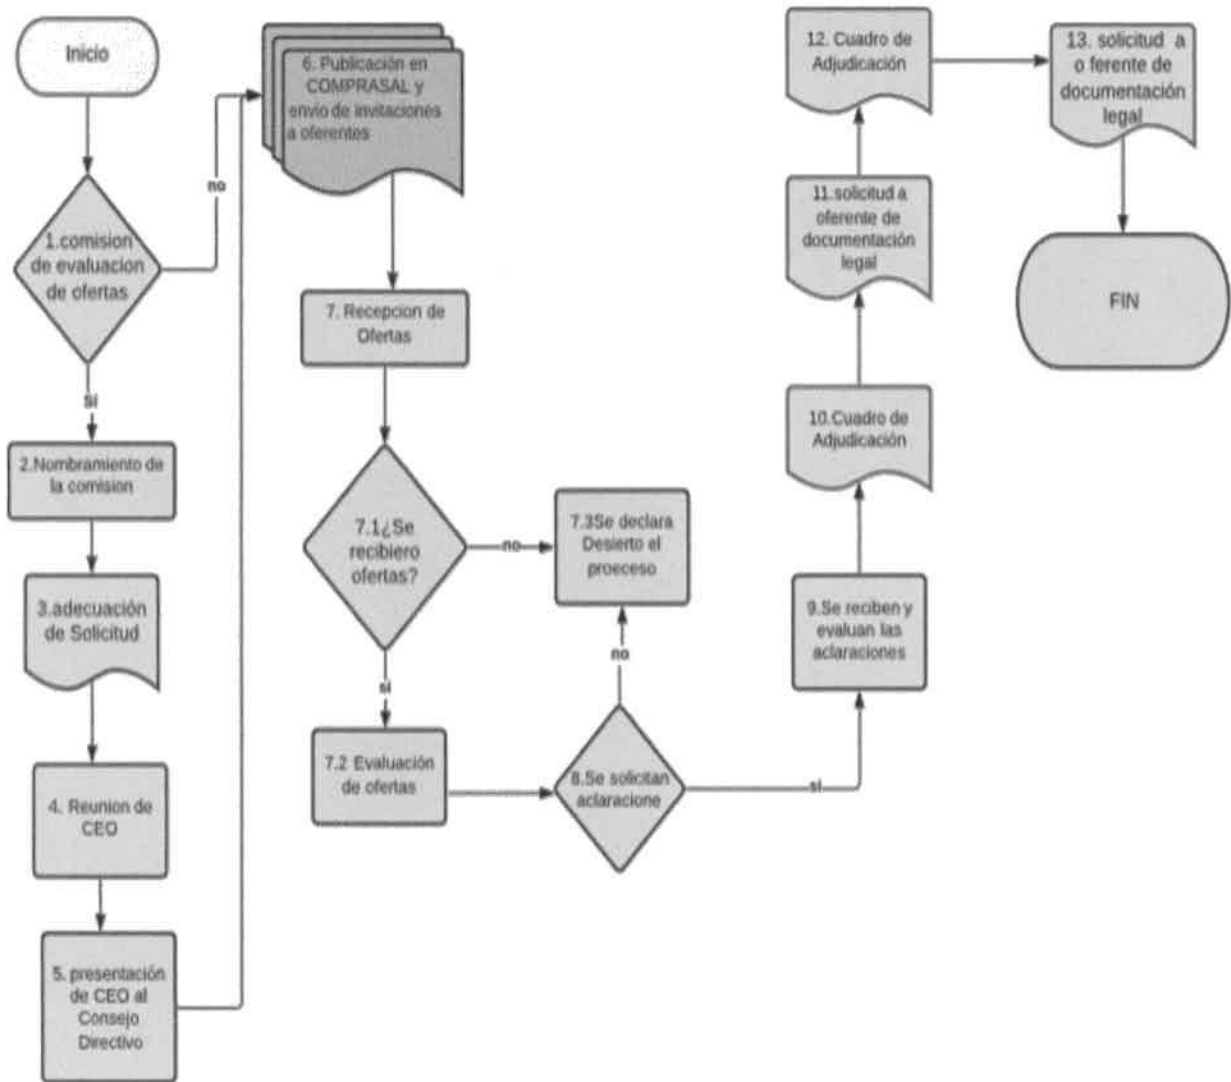 Inicio
1.comision
de evaluacion
de ofertas
no
Sí
2.Nombramiento de
la comision
3.adecuación
de Solicitud
4. Reunion de
CEO
5. presentación
de CEO al
Consejo
Directivo
6. Publicación en
COMPRASAL y
envio de invitaciones
a oferentes
7. Recepcion de
Ofertas
7.1¿Se
recibiero
ofertas?
no
si
7.3Se declara
Desierto el
proeceso
7.2 Evaluación
de ofertas
8.Se solicitan
aclaracione
no
si
9.Se reciben y
evaluan las
aclaraciones
10.Cuadro de
Adjudicación
11.solicitud a
oferente de
documentación
legal
12. Cuadro de
Adjudicación
13. solicitud a
o ferente de
documentación
legal
FIN